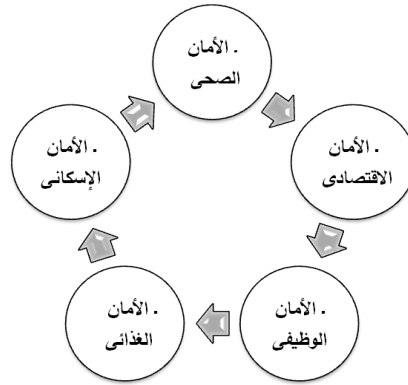 . الأمان
الصحى
. الأمان
الاقتصادى
. الأمان
الوظيفى
. الأمان
الغذائى
. الأمان
الإسكانى